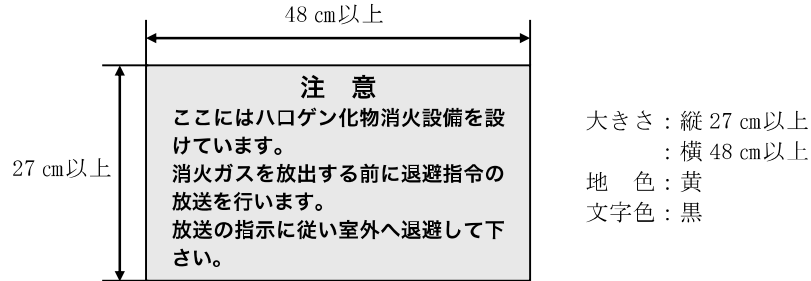 48 ㎝以上
27 ㎝以上
注　意
ここにはハロゲン化物消火設備を設
けています。
消火ガスを放出する前に退避指令の
放送を行います。
放送の指示に従い室外へ退避して下
さい。
大きさ：縦 27 ㎝以上
：横 48 ㎝以上
地　色：黄
文字色：黒